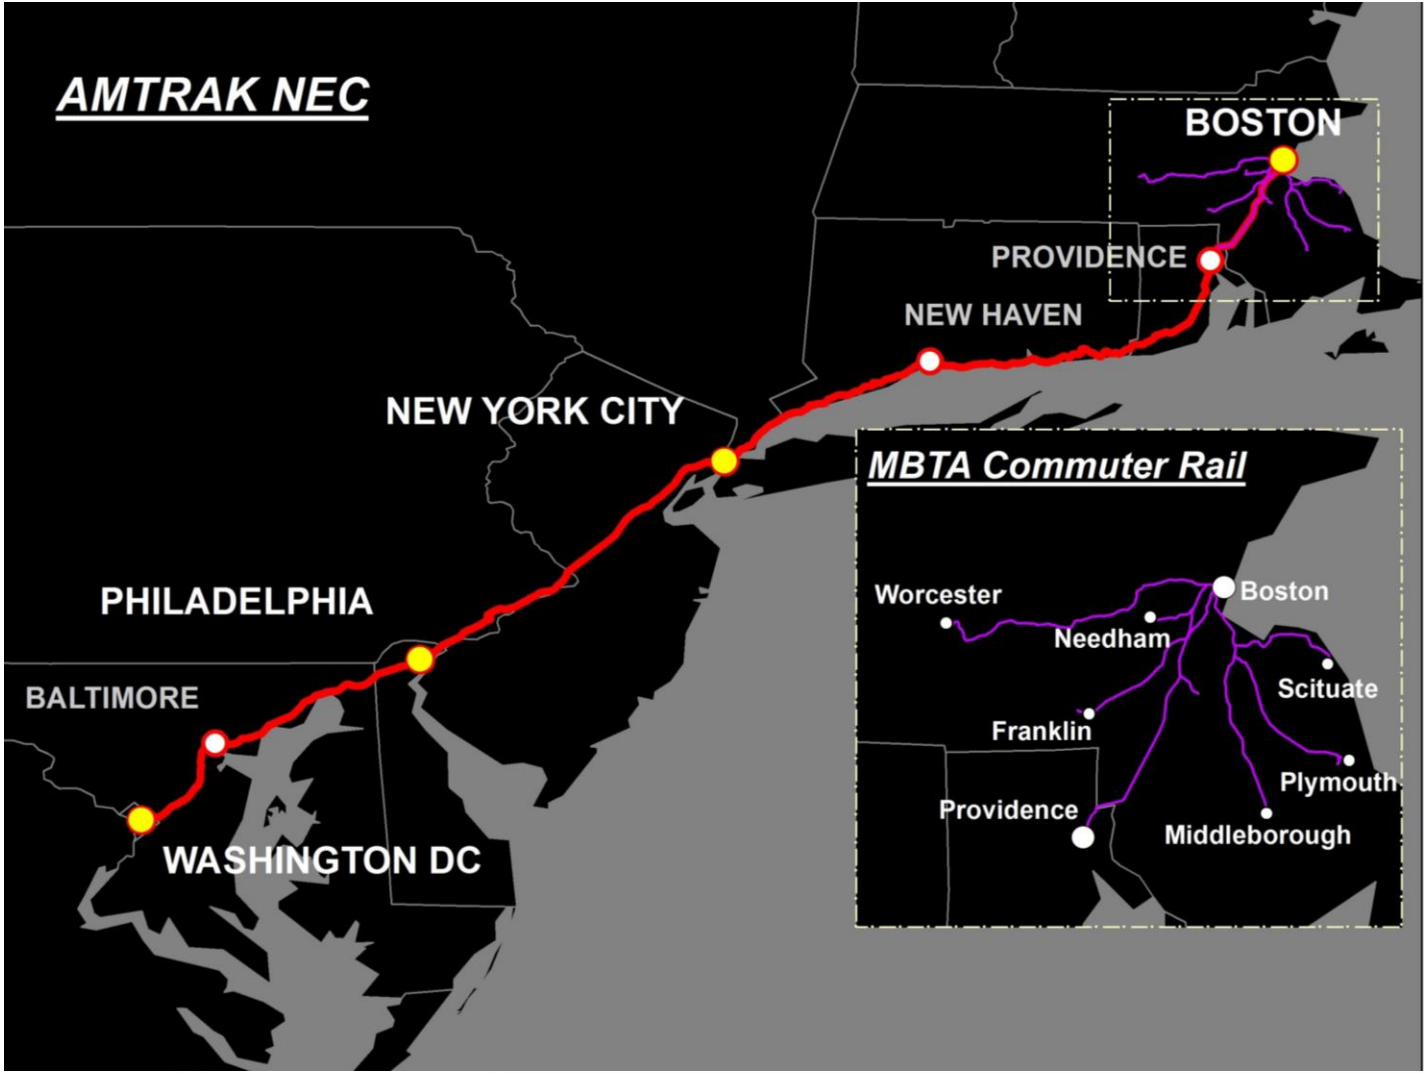 AMTRAK NEC
BOSTON
PROVIDENCE
NEW HAVEN
NEW YORK CITY
PHILADELPHIA
BALTIMORE
WASHINGTON DC
MBTA Commuter Rail
Worcester
Boston
Needham
Scituate
Franklin
Plymouth
Providence
Middleborough